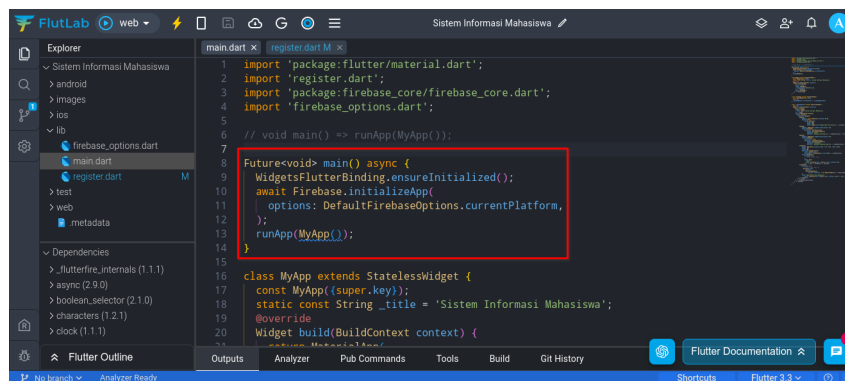 FlutLab web Sistem Informasi Mahasiswa A
Explorer
main.dart × register.dart M ×
Sistem Informasi Mahasiswa
android
images
ios
lib
firebase_options.dart
main.dart
register.dart M
test
web
.metadata
Dependencies
_flutterfire_internals (1.1.1)
async (2.9.0)
boolean_selector (2.1.0)
characters (1.2.1)
clock (1.1.1)
Flutter Outline
1 import 'package:flutter/material.dart';
2 import 'register.dart';
3 import 'package:firebase_core/firebase_core.dart';
4 import 'firebase_options.dart';
5
6 // void main() => runApp(MyApp());
7
8 Future<void> main() async {
9 WidgetsFlutterBinding.ensureInitialized();
10 await Firebase.initializeApp(
11 options: DefaultFirebaseOptions.currentPlatform,
12 );
13 runApp(MyApp());
14 }
15
16 class MyApp extends StatelessWidget {
17 const MyApp({super.key});
18 static const String _title = 'Sistem Informasi Mahasiswa';
19 @override
20 Widget build(BuildContext context) {
21 return MaterialApp(
Outputs Analyzer Pub Commands Tools Build Git History
Flutter Documentation
No branch Analyzer Ready Shortcuts Flutter 3.3